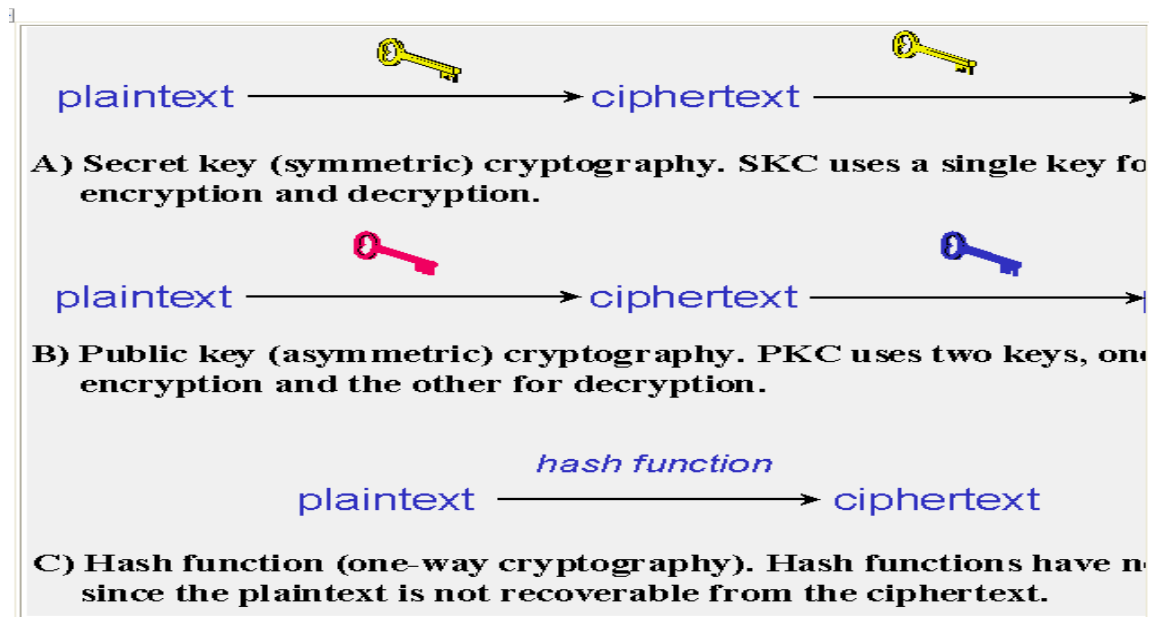 plaintext ciphertext
A) Secret key (symmetric) cryptography. SKC uses a single key fo
encryption and decryption.
plaintext ciphertext
B) Public key (asymmetric) cryptography. PKC uses two keys, one
encryption and the other for decryption.
hash function
plaintext ciphertext
C) Hash function (one-way cryptography). Hash functions have n
since the plaintext is not recoverable from the ciphertext.